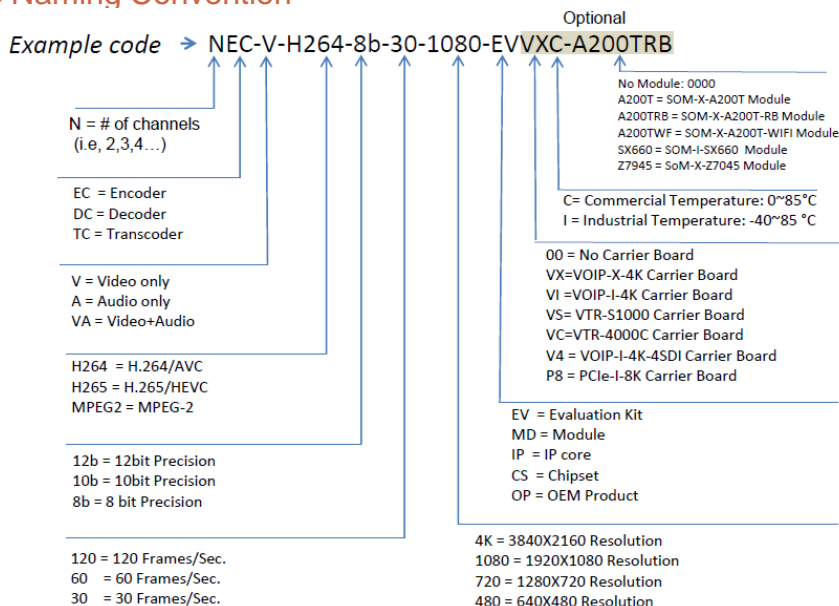 Naming Convention
Optional
Example code → NEC-V-H264-8b-30-1080-EVVXC-A200TRB
No Module: 0000
A200T = SOM-X-A200T Module
A200TRB = SOM-X-A200T-RB Module
A200TWF = SOM-X-A200T-WIFI Module
SX660 = SOM-I-SX660 Module
Z7945 = SoM-X-Z7045 Module
N = # of channels
(i.e, 2,3,4…)
C= Commercial Temperature: 0~85°C
I = Industrial Temperature: -40~85 °C
EC = Encoder
DC = Decoder
TC = Transcoder
00 = No Carrier Board
VX=VOIP-X-4K Carrier Board
VI =VOIP-I-4K Carrier Board
VS= VTR-S1000 Carrier Board
VC=VTR-4000C Carrier Board
V4 = VOIP-I-4K-4SDI Carrier Board
P8 = PCIe-I-8K Carrier Board
V = Video only
A = Audio only
VA = Video+Audio
H264 = H.264/AVC
H265 = H.265/HEVC
MPEG2 = MPEG-2
EV = Evaluation Kit
MD = Module
IP = IP core
CS = Chipset
OP = OEM Product
12b = 12bit Precision
10b = 10bit Precision
8b = 8 bit Precision
4K = 3840X2160 Resolution
1080 = 1920X1080 Resolution
720 = 1280X720 Resolution
480 = 640X480 Resolution
120 = 120 Frames/Sec.
60 = 60 Frames/Sec.
30 = 30 Frames/Sec.